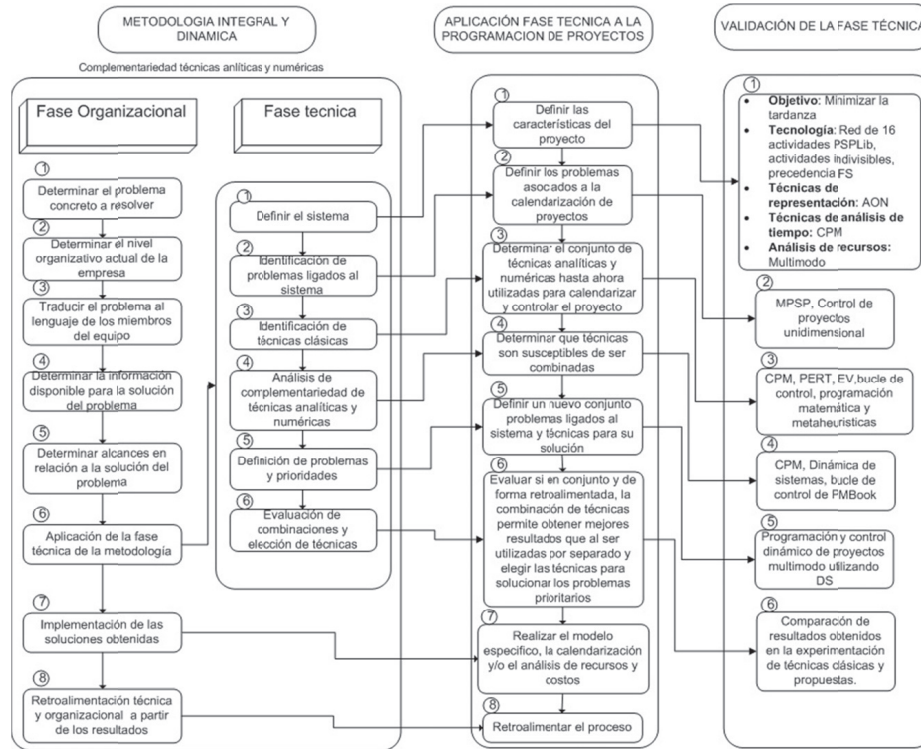 METODOLOGIA INTEGRAL Y
DINAMICA
Complementariedad técnicas anlíticas y numéricas
Fase Organizacional
1
Determinar el problema
concreto a resolver
2
Determinar el nivel
organizativo actual de la
empresa
3
Traducir el problema al
lenguaje de los miembros
del equipo
4
Determinar la información
disponible para la solución
del problema
5
Determinar alcances en
relación a la solución del
problema
6
Aplicación de la fase
técnica de la metodología
7
Implementación de las
soluciones obtenidas
8
Retroalimentación técnica
y organizacional a partir
de los resultados
Fase tecnica
1
Definir el sistema
2
Identificación de
problemas ligados al
sistema
3
Identificación de
técnicas clásicas
4
Análisis de
complementariedad de
técnicas analíticas y
numéricas
5
Definición de problemas
y prioridades
6
Evaluación de
combinaciones y
elección de técnicas
APLICACIÓN FASE TECNICA A LA
PROGRAMACION DE PROYECTOS
1
Definir las
características del
proyecto
2
Definir los problemas
asociados a la
calendarización de
proyectos
3
Determinar el conjunto de
técnicas analíticas y
numéricas hasta ahora
utilizadas para calendarizar
y controlar el proyecto
4
Determinar que técnicas
son susceptibles de ser
combinadas
5
Definir un nuevo conjunto
problemas ligados al
sistema y técnicas para su
solución
6
Evaluar si en conjunto y de
forma retroalimentada, la
combinación de técnicas
permite obtener mejores
resultados que al ser
utilizadas por separado y
elegir las técnicas para
solucionar los problemas
prioritarios
7
Realizar el modelo
especifico, la calendarización
y/o el análisis de recursos y
costos
8
Retroalimentar el proceso
VALIDACIÓN DE LA FASE TÉCNICA
1
• Objetivo: Minimizar la
tardanza
• Tecnología: Red de 16
actividades PSPLib,
actividades indivisibles,
precedencia FS
• Técnicas de
representación: AON
• Técnicas de análisis de
tiempo: CPM
• Análisis de recursos:
Multimodo
2
MPSP, Control de
proyectos
unidimensional
3
CPM, PERT, EV,bucle de
control, programación
matemática y
metaheuristicas
4
CPM, Dinámica de
sistemas, bucle de
control de PMBook
5
Programación y control
dinámico de proyectos
multimodo utilizando
DS
6
Comparación de
resultados obtenidos
en la experimentación
de técnicas clásicas y
propuestas.